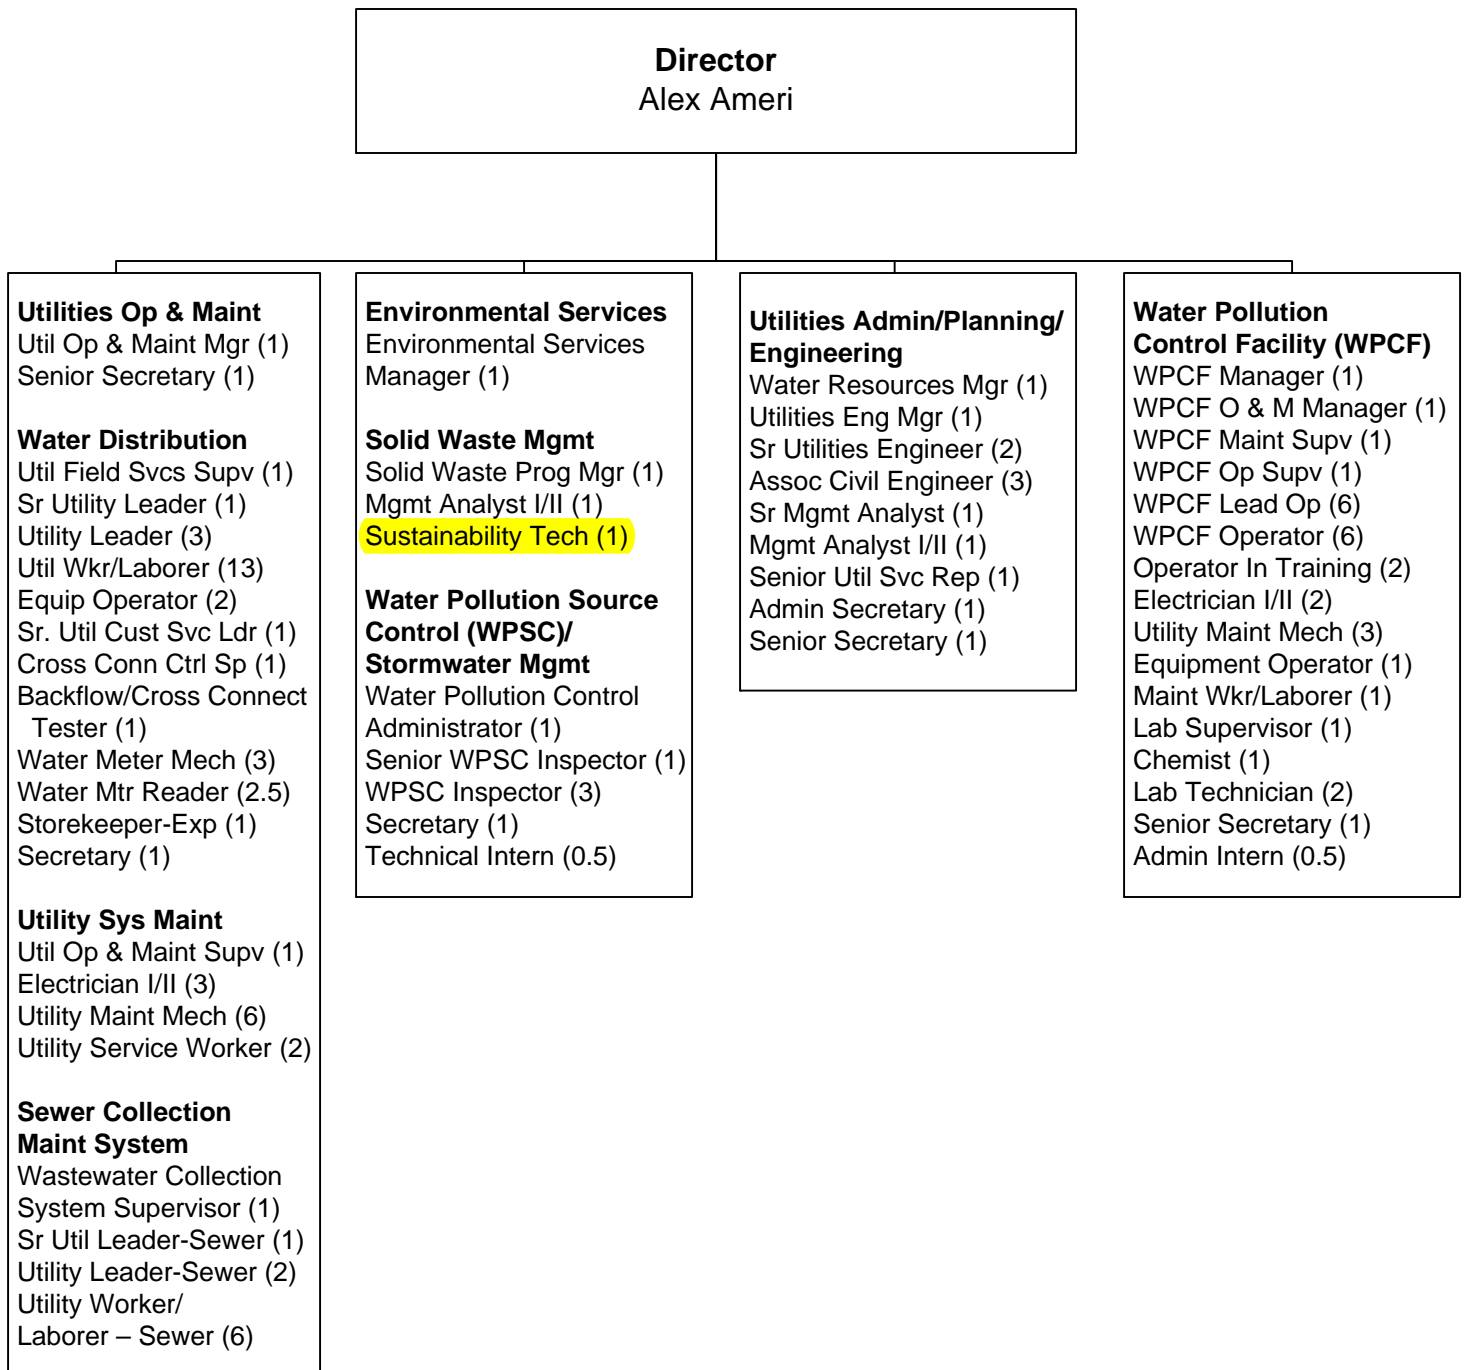 Director
Alex Ameri
Utilities Op & Maint
Util Op & Maint Mgr (1)
Senior Secretary (1)
Water Distribution
Util Field Svcs Supv (1)
Sr Utility Leader (1)
Utility Leader (3)
Util Wkr/Laborer (13)
Equip Operator (2)
Sr. Util Cust Svc Ldr (1)
Cross Conn Ctrl Sp (1)
Backflow/Cross Connect
Tester (1)
Water Meter Mech (3)
Water Mtr Reader (2.5)
Storekeeper-Exp (1)
Secretary (1)
Utility Sys Maint
Util Op & Maint Supv (1)
Electrician I/II (3)
Utility Maint Mech (6)
Utility Service Worker (2)
Sewer Collection
Maint System
Wastewater Collection
System Supervisor (1)
Sr Util Leader-Sewer (1)
Utility Leader-Sewer (2)
Utility Worker/
Laborer – Sewer (6)
Environmental Services
Environmental Services
Manager (1)
Solid Waste Mgmt
Solid Waste Prog Mgr (1)
Mgmt Analyst I/II (1)
Sustainability Tech (1)
Water Pollution Source
Control (WPSC)/
Stormwater Mgmt
Water Pollution Control
Administrator (1)
Senior WPSC Inspector (1)
WPSC Inspector (3)
Secretary (1)
Technical Intern (0.5)
Utilities Admin/Planning/
Engineering
Water Resources Mgr (1)
Utilities Eng Mgr (1)
Sr Utilities Engineer (2)
Assoc Civil Engineer (3)
Sr Mgmt Analyst (1)
Mgmt Analyst I/II (1)
Senior Util Svc Rep (1)
Admin Secretary (1)
Senior Secretary (1)
Water Pollution
Control Facility (WPCF)
WPCF Manager (1)
WPCF O & M Manager (1)
WPCF Maint Supv (1)
WPCF Op Supv (1)
WPCF Lead Op (6)
WPCF Operator (6)
Operator In Training (2)
Electrician I/II (2)
Utility Maint Mech (3)
Equipment Operator (1)
Maint Wkr/Laborer (1)
Lab Supervisor (1)
Chemist (1)
Lab Technician (2)
Senior Secretary (1)
Admin Intern (0.5)